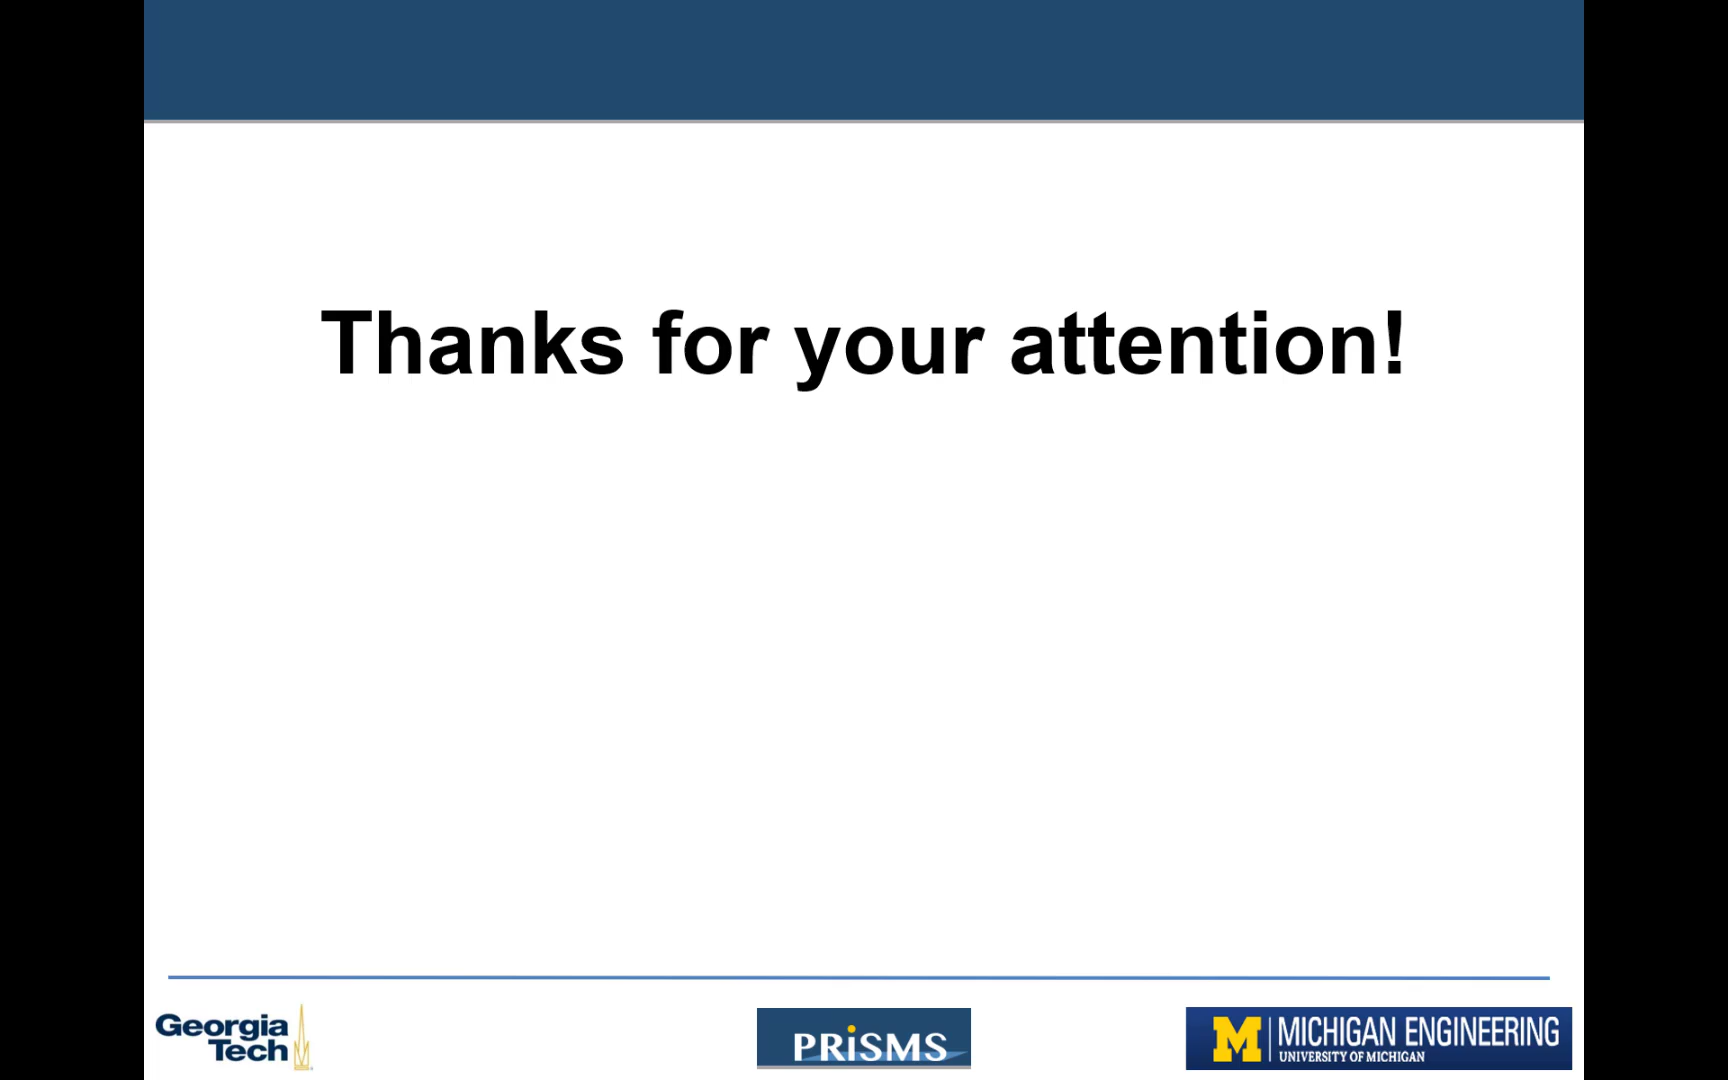 Thanks for your attention!
Georgia
Tech
PRiSMS
M | MICHIGAN ENGINEERING
UNIVERSITY OF MICHIGAN